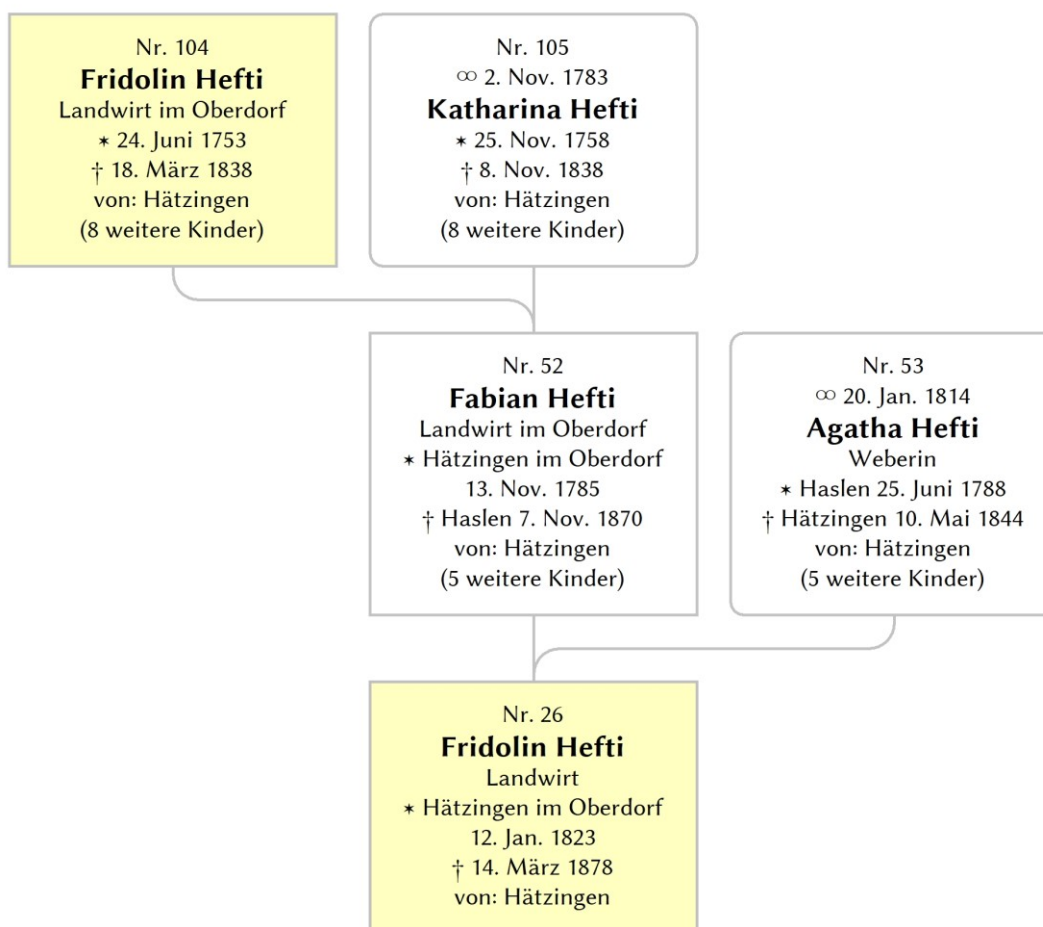 Nr. 104
Fridolin Hefti
Landwirt im Oberdorf
✶ 24. Juni 1753
† 18. März 1838
von: Hätzingen
(8 weitere Kinder)
Nr. 105
∞ 2. Nov. 1783
Katharina Hefti
✶ 25. Nov. 1758
† 8. Nov. 1838
von: Hätzingen
(8 weitere Kinder)
Nr. 52
Fabian Hefti
Landwirt im Oberdorf
✶ Hätzingen im Oberdorf
13. Nov. 1785
† Haslen 7. Nov. 1870
von: Hätzingen
(5 weitere Kinder)
Nr. 53
∞ 20. Jan. 1814
Agatha Hefti
Weberin
✶ Haslen 25. Juni 1788
† Hätzingen 10. Mai 1844
von: Hätzingen
(5 weitere Kinder)
Nr. 26
Fridolin Hefti
Landwirt
✶ Hätzingen im Oberdorf
12. Jan. 1823
† 14. März 1878
von: Hätzingen